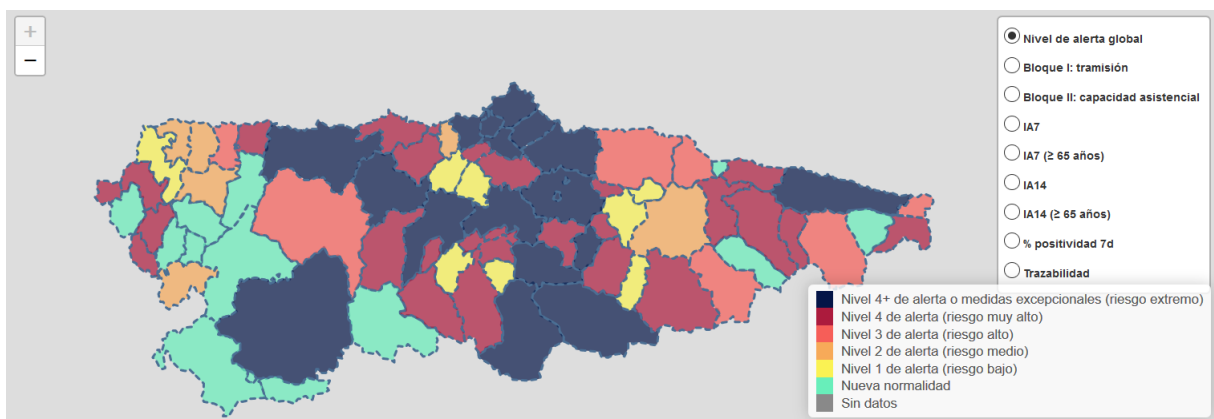 +
−
Nivel de alerta global
Bloque I: tramisión
Bloque II: capacidad asistencial
IA7
IA7 (≥ 65 años)
IA14
IA14 (≥ 65 años)
% positividad 7d
Trazabilidad
Nivel 4+ de alerta o medidas excepcionales (riesgo extremo)
Nivel 4 de alerta (riesgo muy alto)
Nivel 3 de alerta (riesgo alto)
Nivel 2 de alerta (riesgo medio)
Nivel 1 de alerta (riesgo bajo)
Nueva normalidad
Sin datos